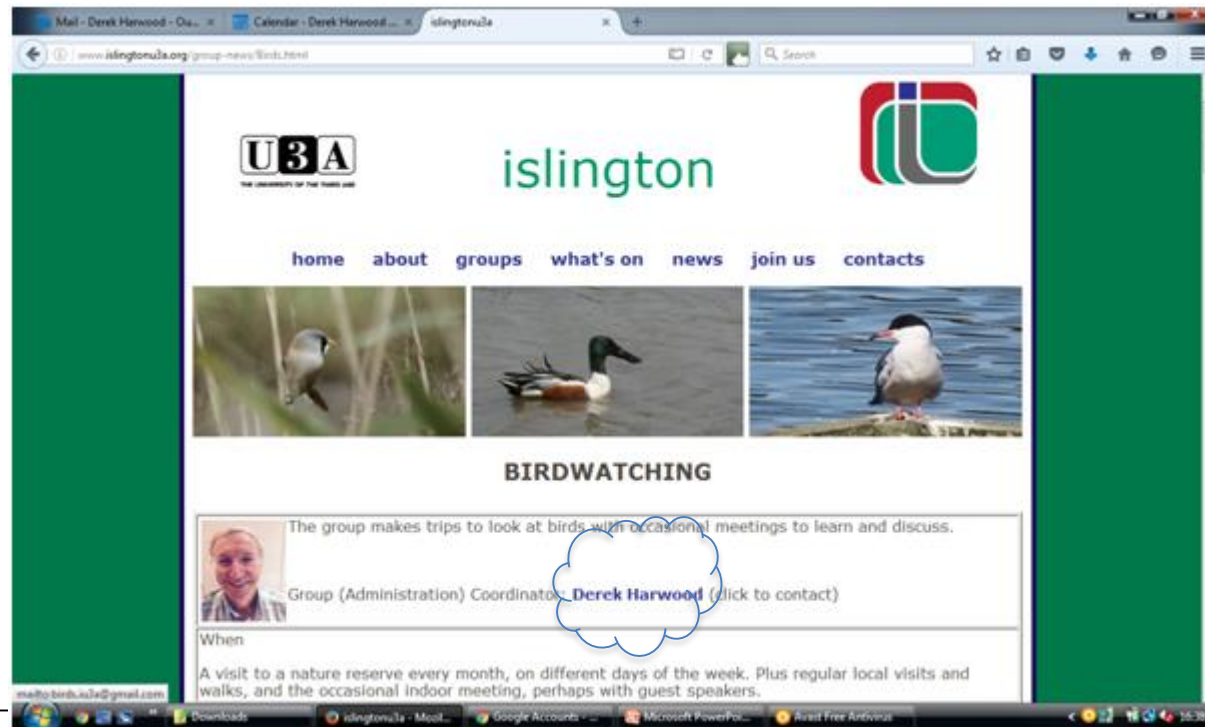 Mail - Derek Harwood - Ou...
Calendar - Derek Harwood ...
islingtonu3a
www.islingtonu3a.org/group-news/Birds.html
Search
U3A
THE UNIVERSITY OF THE THIRD AGE
islington
home about groups what's on news join us contacts
BIRDWATCHING
The group makes trips to look at birds with occasional meetings to learn and discuss.
Group (Administration) Coordinator: Derek Harwood (click to contact)
When
A visit to a nature reserve every month, on different days of the week. Plus regular local visits and
walks, and the occasional indoor meeting, perhaps with guest speakers.
mailto:birds.iu3a@gmail.com
Downloads
islingtonu3a - Mozil...
Google Accounts - ...
Microsoft PowerPoi...
Avast Free Antivirus
16:38